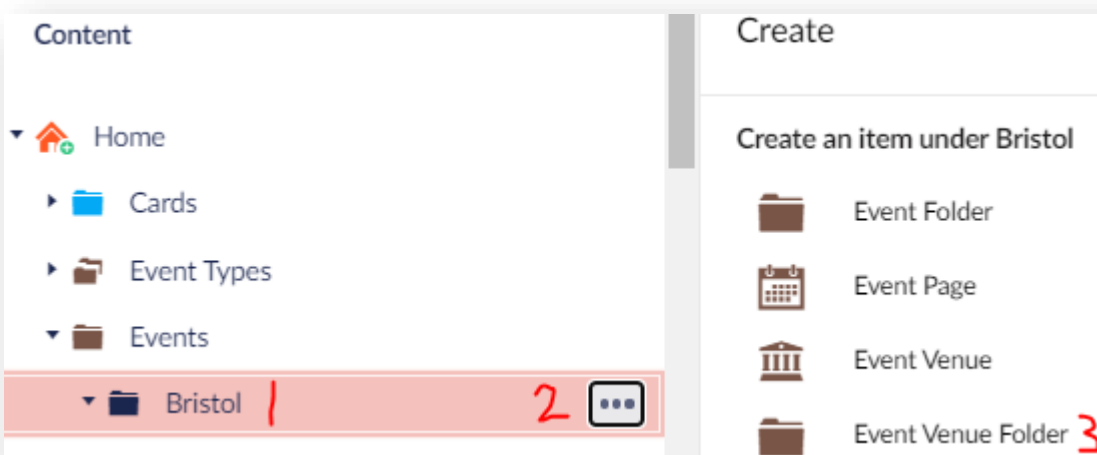 Content
Home
Cards
Event Types
Events
Bristol 1 2
Create
Create an item under Bristol
Event Folder
Event Page
Event Venue
Event Venue Folder 3